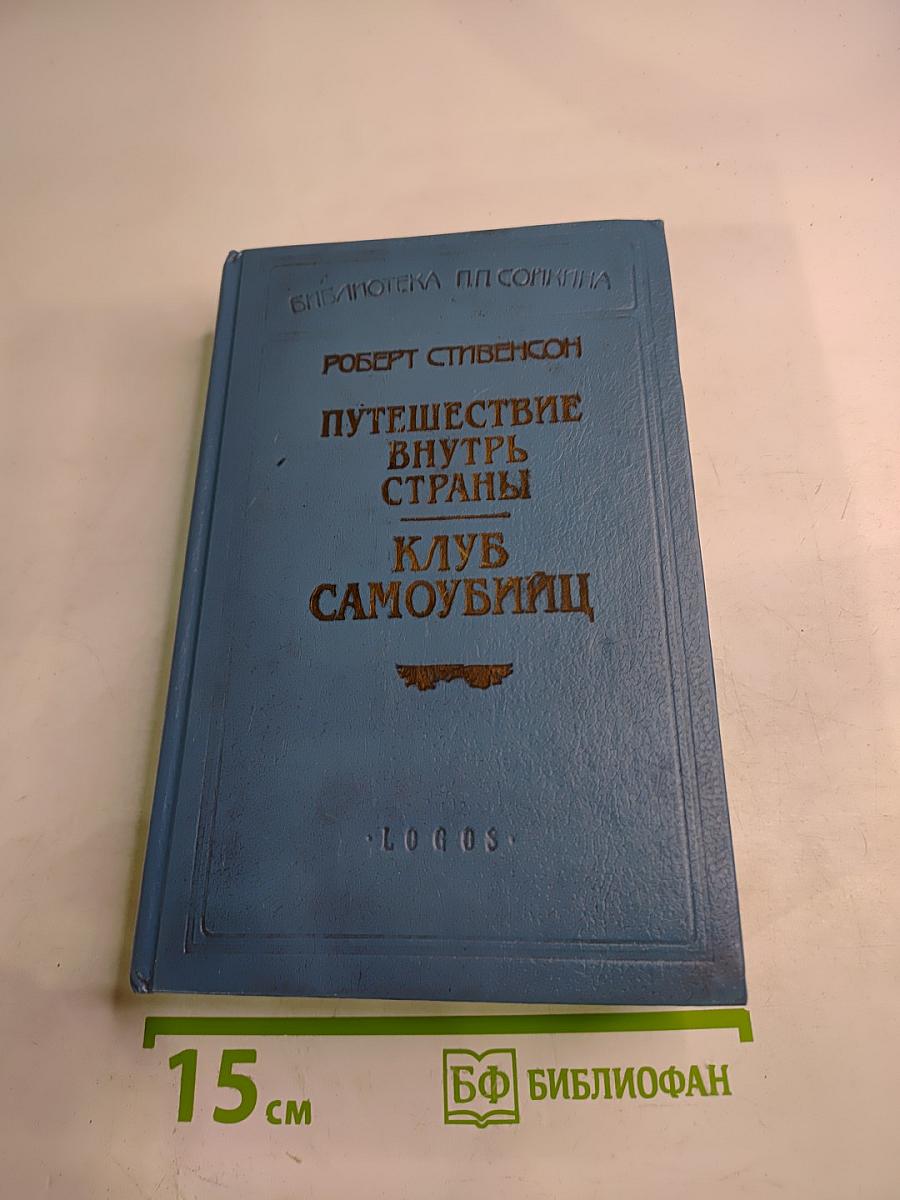 БИБЛИОТЕКА П.П.СОЙКИНА
РОБЕРТ СТИВЕНСОН
ПУТЕШЕСТВИЕ
ВНУТРЬ
СТРАНЫ
КЛУБ
САМОУБИЙЦ
·LOGOS·
15 см
БФ БИБЛИОФАН